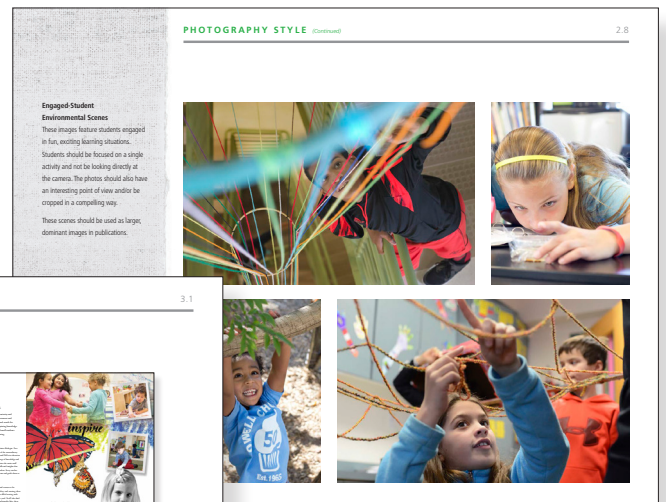 PHOTOGRAPHY STYLE (Continued)
2.8
Engaged-Student
Environmental Scenes
These images feature students engaged
in fun, exciting learning situations.
Students should be focused on a single
activity and not be looking directly at
the camera. The photos should also have
an interesting point of view and/or be
cropped in a compelling way.
These scenes should be used as larger,
dominant images in publications.
3.1
inspire
Est. 1965